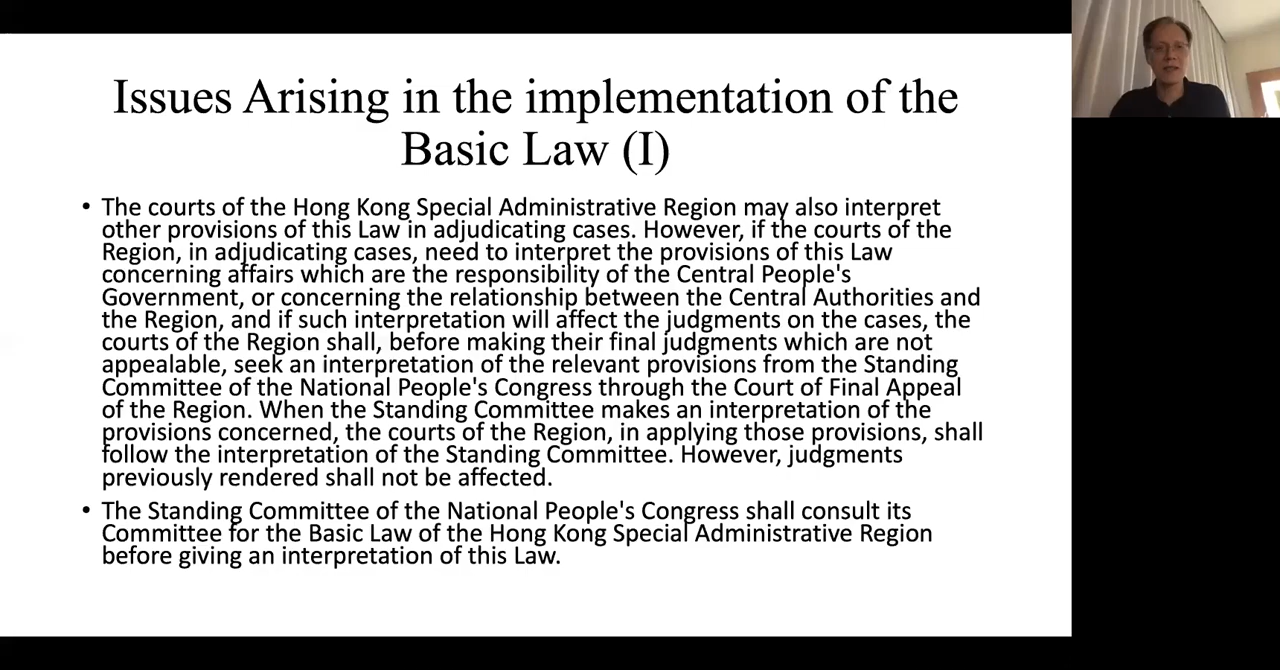 Issues Arising in the implementation of the
Basic Law (I)
• The courts of the Hong Kong Special Administrative Region may also interpret
other provisions of this Law in adjudicating cases. However, if the courts of the
Region, in adjudicating cases, need to interpret the provisions of this Law
concerning affairs which are the responsibility of the Central People's
Government, or concerning the relationship between the Central Authorities and
the Region, and if such interpretation will affect the judgments on the cases, the
courts of the Region shall, before making their final judgments which are not
appealable, seek an interpretation of the relevant provisions from the Standing
Committee of the National People's Congress through the Court of Final Appeal
of the Region. When the Standing Committee makes an interpretation of the
provisions concerned, the courts of the Region, in applying those provisions, shall
follow the interpretation of the Standing Committee. However, judgments
previously rendered shall not be affected.
• The Standing Committee of the National People's Congress shall consult its
Committee for the Basic Law of the Hong Kong Special Administrative Region
before giving an interpretation of this Law.